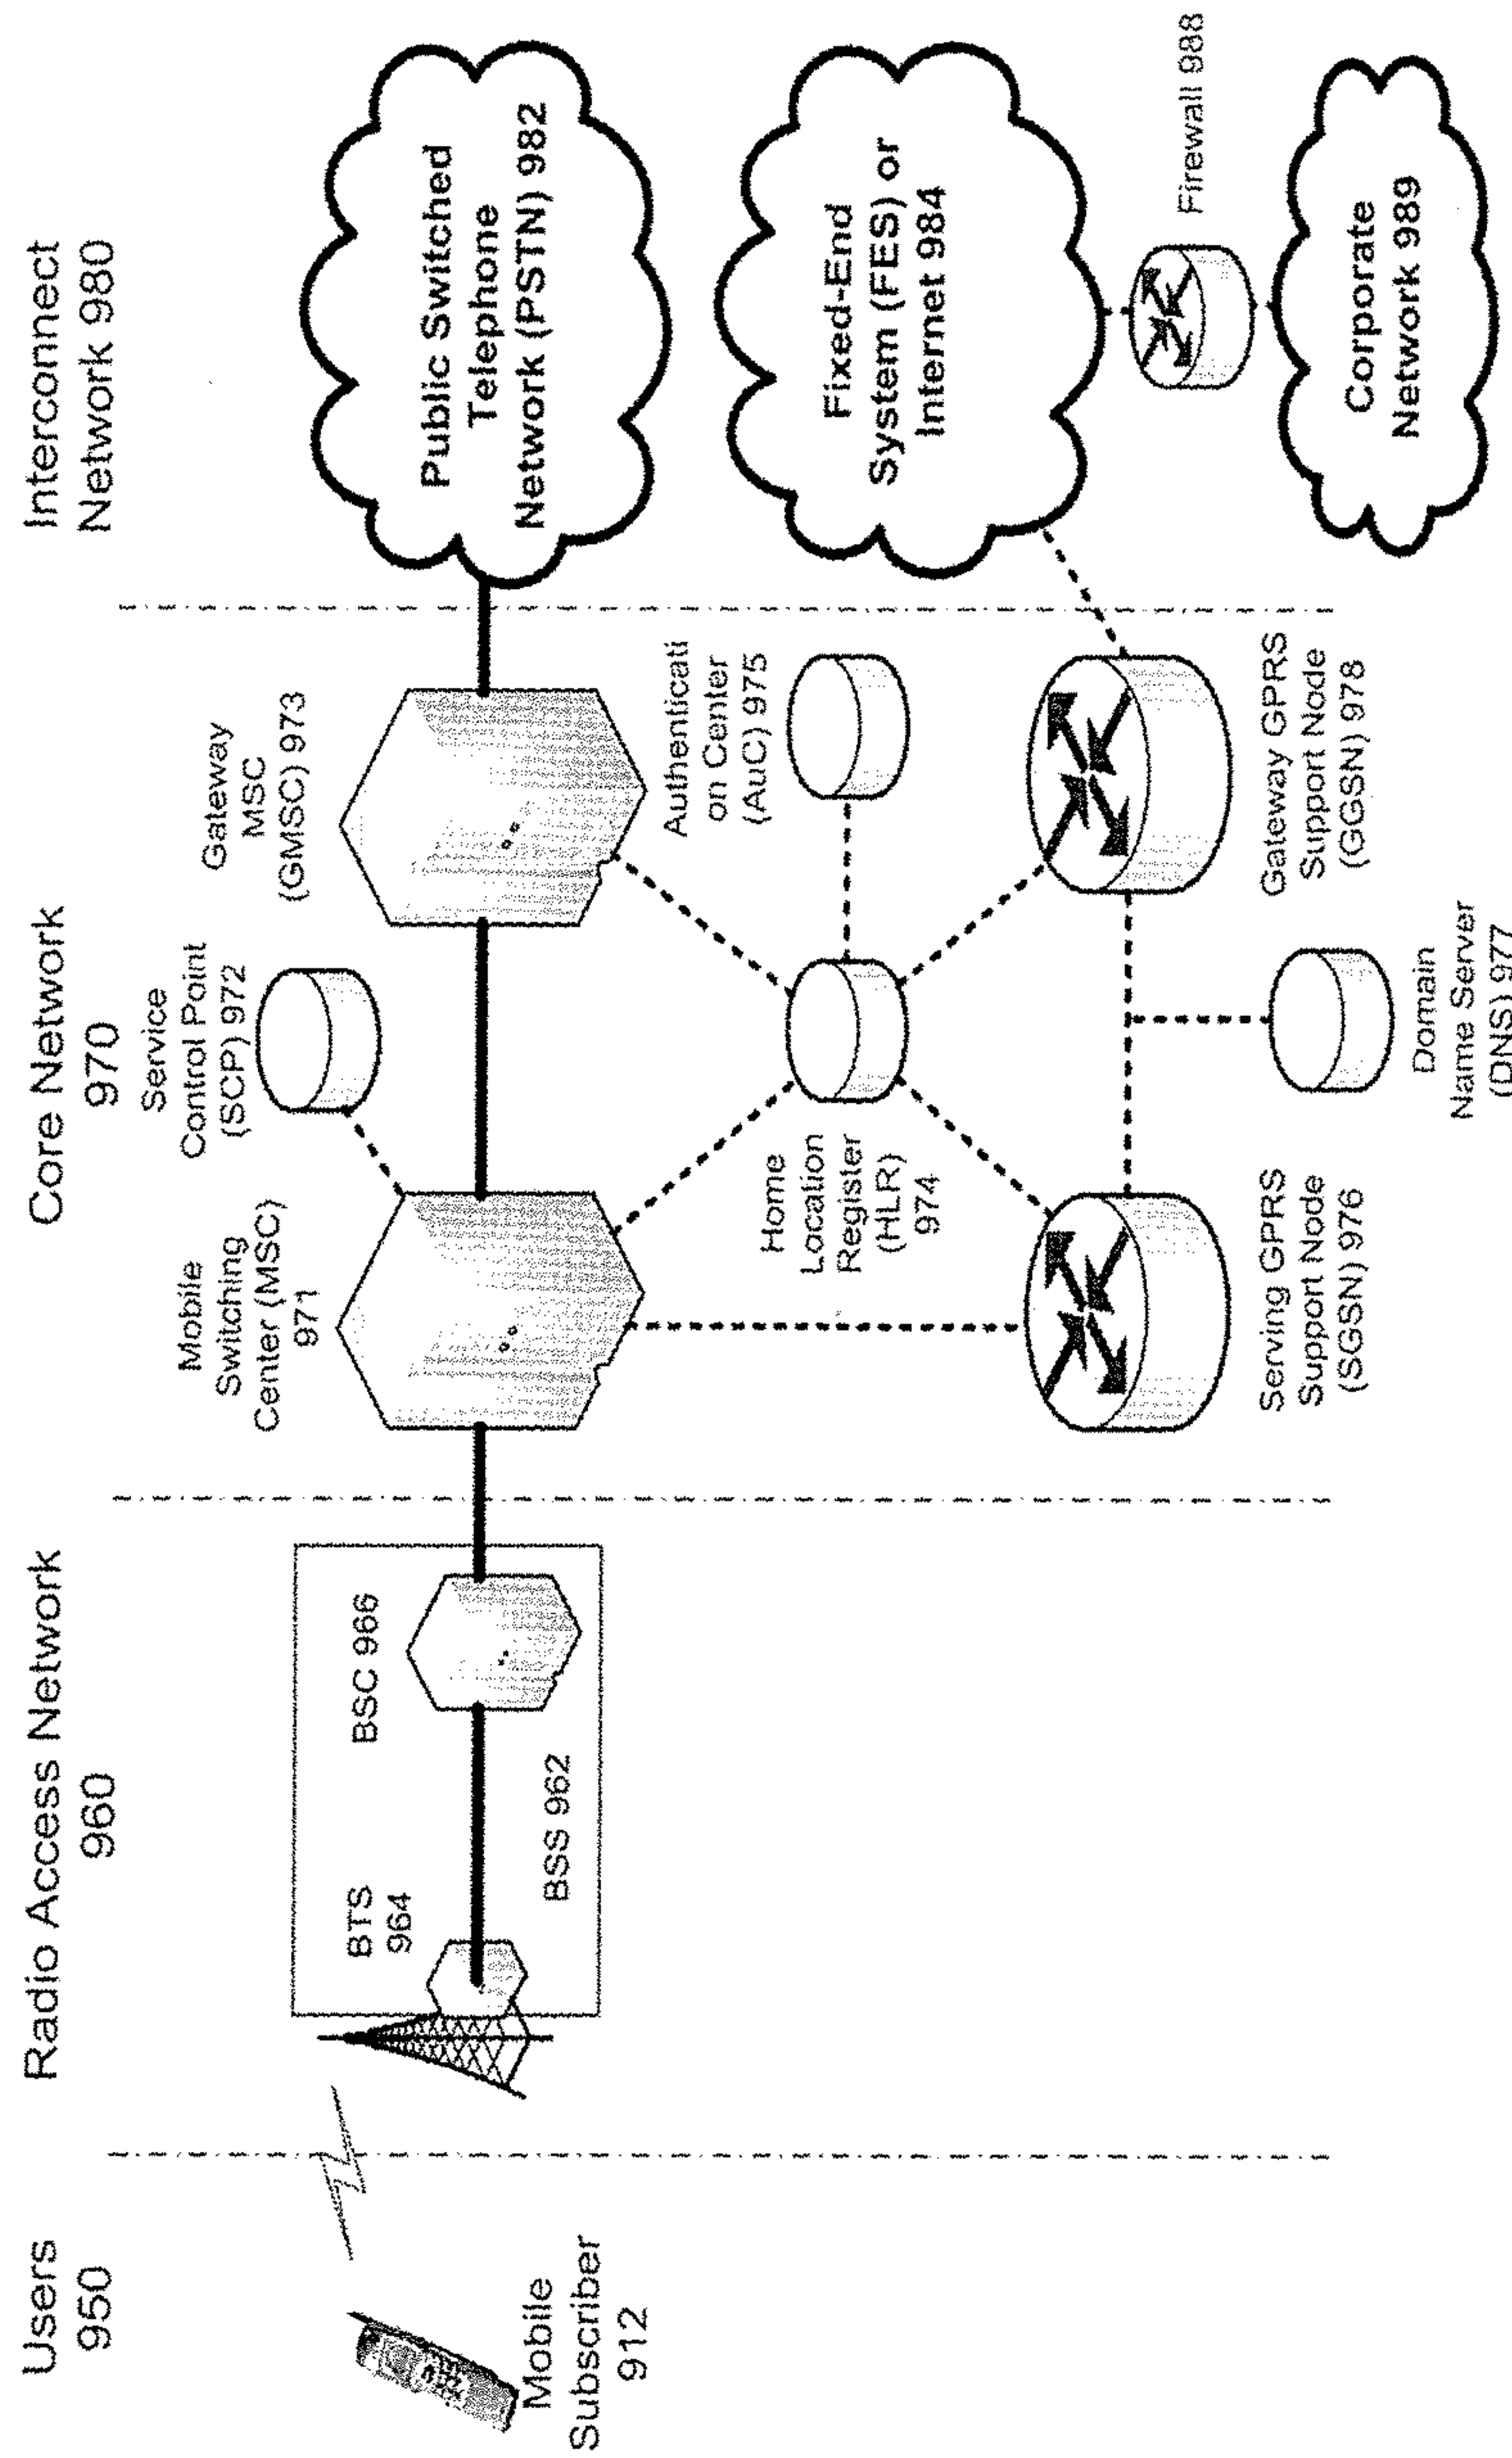 Users
950
Radio Access Network
960
Core Network
970
Interconnect
Network 980
Mobile
Subscriber
912
BTS
964
BSC 966
BSS 962
Mobile
Switching
Center (MSC)
971
Service
Control Point
(SCP) 972
Gateway
MSC
(GMSC) 973
Home
Location
Register
(HLR)
974
Authenticati
on Center
(AuC) 975
Serving GPRS
Support Node
(SGSN) 976
Domain
Name Server
(DNS) 977
Gateway GPRS
Support Node
(GGSN) 978
Public Switched
Telephone
Network (PSTN) 982
Fixed-End
System (FES) or
Internet 984
Firewall 988
Corporate
Network 989